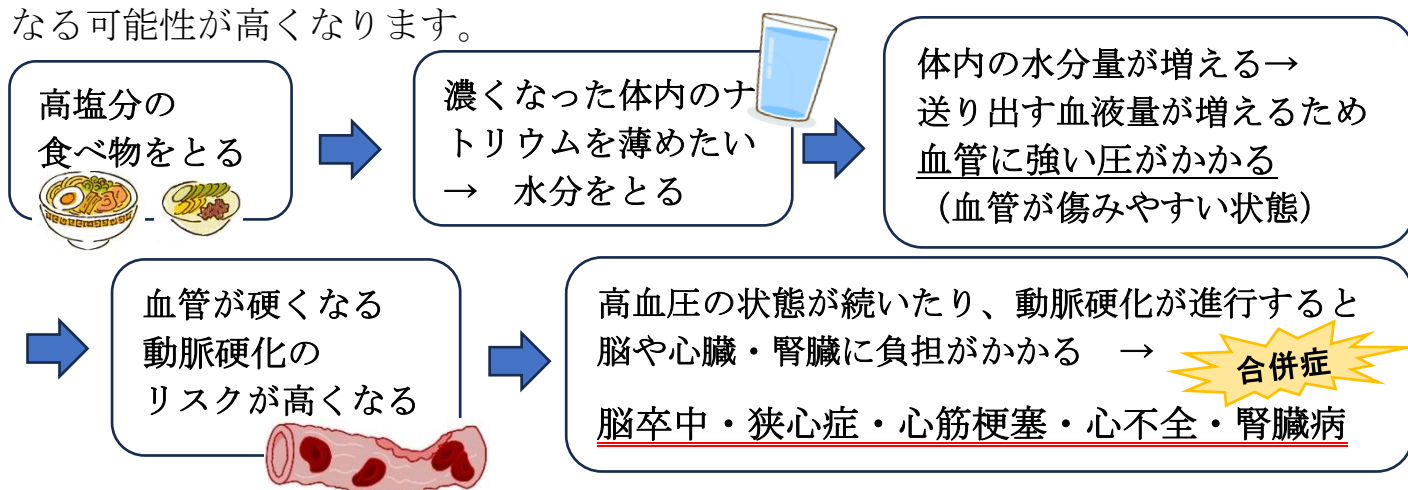 なる可能性が高くなります。
高塩分の
食べ物をとる
濃くなった体内のナ
トリウムを薄めたい
→　水分をとる
体内の水分量が増える→
送り出す血液量が増えるため
血管に強い圧がかかる
（血管が傷みやすい状態）
血管が硬くなる
動脈硬化の
リスクが高くなる
高血圧の状態が続いたり、動脈硬化が進行すると
脳や心臓・腎臓に負担がかかる　→
合併症
脳卒中・狭心症・心筋梗塞・心不全・腎臓病